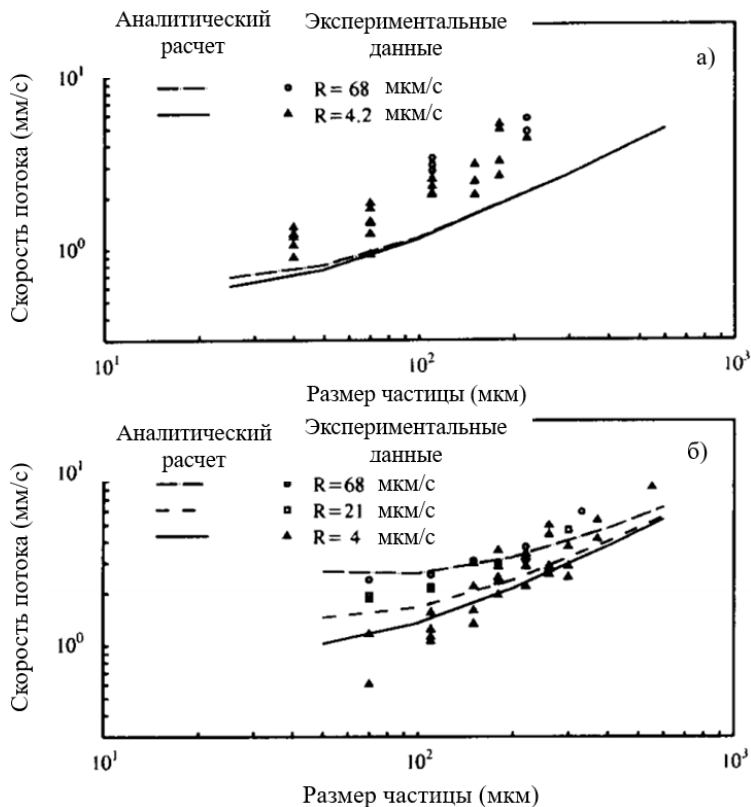 Аналитический расчет
Экспериментальные данные
а)
R = 68 мкм/с
R = 4.2 мкм/с
Скорость потока (мм/с)
10¹
10⁰
10¹ 10² 10³
Размер частицы (мкм)
Аналитический расчет
Экспериментальные данные
б)
R = 68 мкм/с
R = 21 мкм/с
R = 4 мкм/с
Скорость потока (мм/с)
10¹
10⁰
10¹ 10² 10³
Размер частицы (мкм)